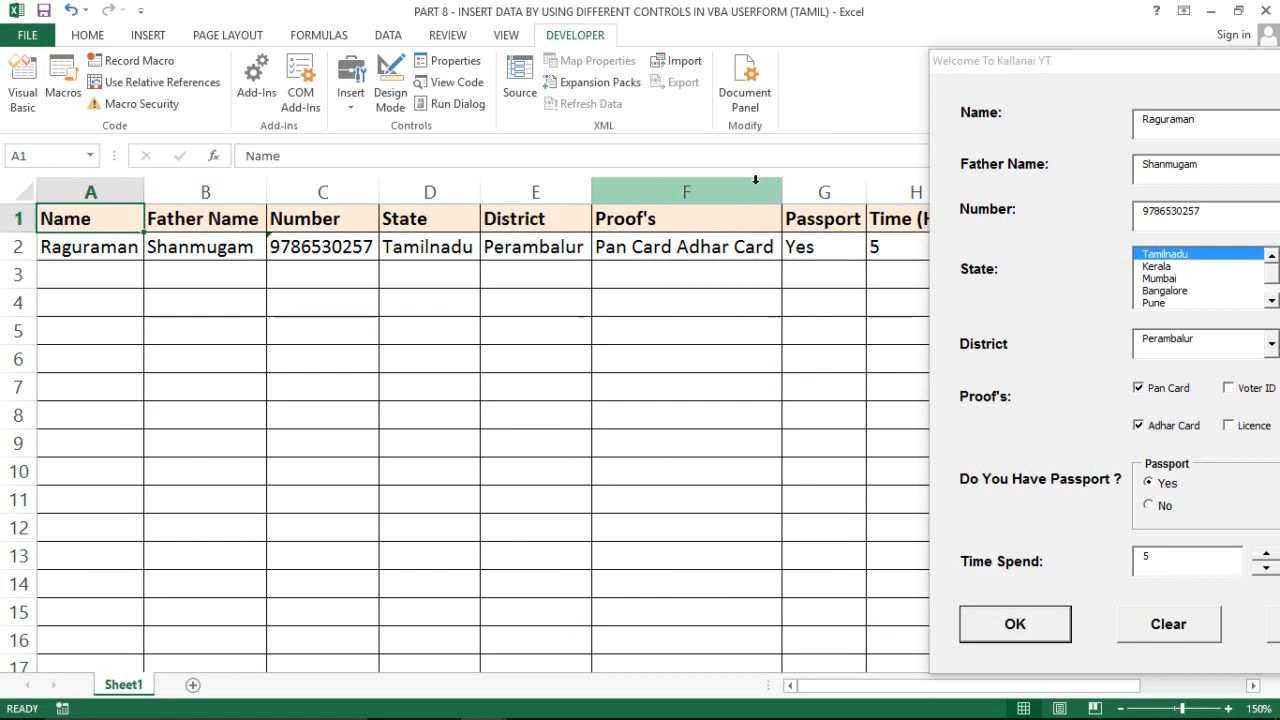 PART 8 - INSERT DATA BY USING DIFFERENT CONTROLS IN VBA USERFORM (TAMIL) - Excel
?
FILE HOME INSERT PAGE LAYOUT FORMULAS DATA REVIEW VIEW DEVELOPER Sign in
Visual Basic
Macros
Record Macro
Use Relative References
Macro Security
Code
Add-Ins
COM Add-Ins
Add-Ins
Insert
Design Mode
Properties
View Code
Run Dialog
Controls
Source
Map Properties
Expansion Packs
Refresh Data
Import
Export
XML
Document Panel
Modify
A1 fx Name
A B C D E F G H
1 Name Father Name Number State District Proof's Passport Time (H
2 Raguraman Shanmugam 9786530257 Tamilnadu Perambalur Pan Card Adhar Card Yes 5
3
4
5
6
7
8
9
10
11
12
13
14
15
16
17
Welcome To Kallanai YT
Name: Raguraman
Father Name: Shanmugam
Number: 9786530257
State: Tamilnadu
Kerala
Mumbai
Bangalore
Pune
District Perambalur
Proof's: Pan Card Voter ID
Adhar Card Licence
Do You Have Passport ? Passport
Yes
No
Time Spend: 5
OK Clear
Sheet1
READY 150%